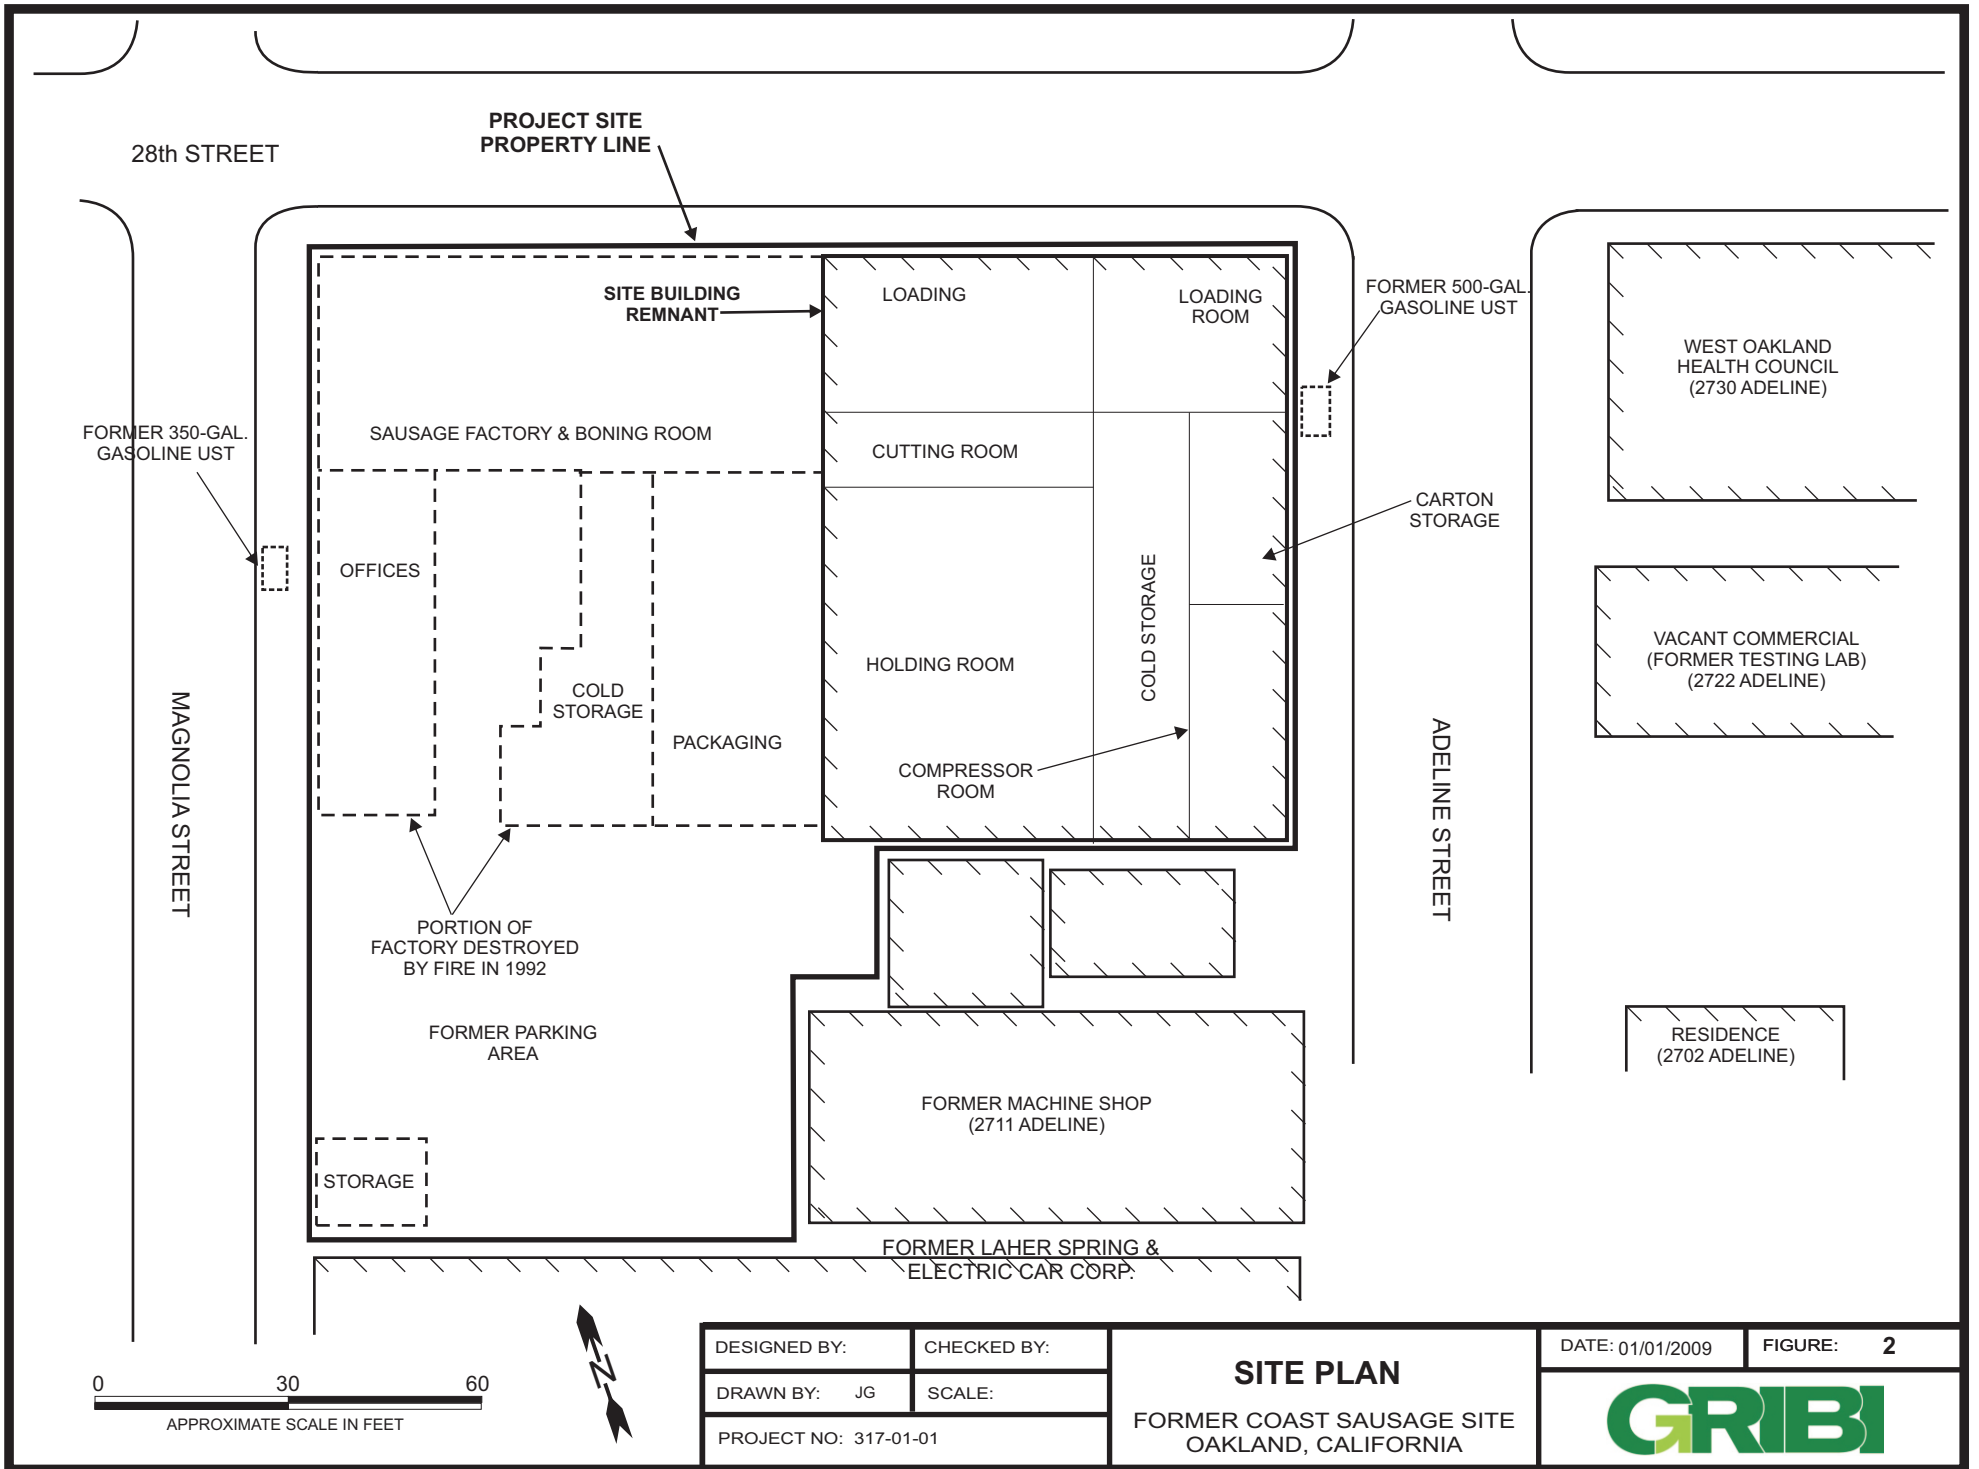 PROJECT SITE
PROPERTY LINE
28th STREET
SITE BUILDING
REMNANT
LOADING
LOADING
ROOM
FORMER 500-GAL.
GASOLINE UST
WEST OAKLAND
HEALTH COUNCIL
(2730 ADELINE)
FORMER 350-GAL.
GASOLINE UST
SAUSAGE FACTORY & BONING ROOM
CUTTING ROOM
CARTON
STORAGE
OFFICES
COLD STORAGE
HOLDING ROOM
VACANT COMMERCIAL
(FORMER TESTING LAB)
(2722 ADELINE)
COLD
STORAGE
PACKAGING
MAGNOLIA STREET
ADELINE STREET
COMPRESSOR
ROOM
PORTION OF
FACTORY DESTROYED
BY FIRE IN 1992
FORMER PARKING
AREA
RESIDENCE
(2702 ADELINE)
FORMER MACHINE SHOP
(2711 ADELINE)
STORAGE
FORMER LAHER SPRING &
ELECTRIC CAR CORP.
N
0 30 60
APPROXIMATE SCALE IN FEET
DESIGNED BY:
CHECKED BY:
DRAWN BY: JG
SCALE:
PROJECT NO: 317-01-01
SITE PLAN
FORMER COAST SAUSAGE SITE
OAKLAND, CALIFORNIA
DATE: 01/01/2009
FIGURE: 2
GRIBI